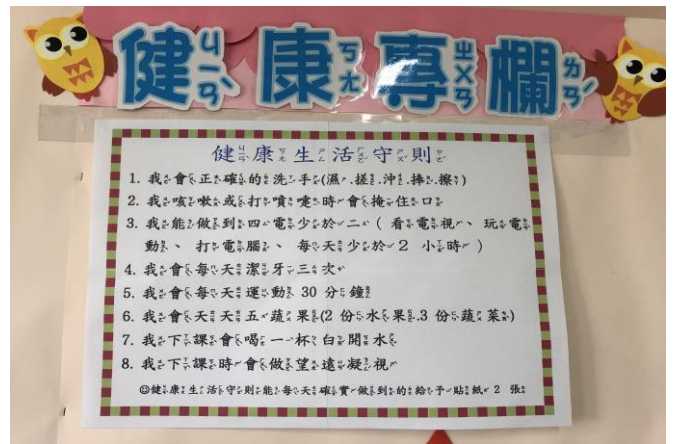 健康專欄
健康生活守則
1. 我會正確的洗手(濕.搓.沖.捧.擦)
2. 我咳嗽或打噴嚏時會掩住口
3. 我能做到四電少於二( 看電視、玩電
動、 打電腦、 每天少於 2 小時 )
4. 我會每天潔牙三次
5. 我會每天運動 30 分鐘
6. 我會天天五蔬果(2 份水果.3 份蔬菜)
7. 我下課會喝一杯白開水
8. 我下課時會做望遠凝視
☺健康生活守則能每天確實做到的給予貼紙 2 張